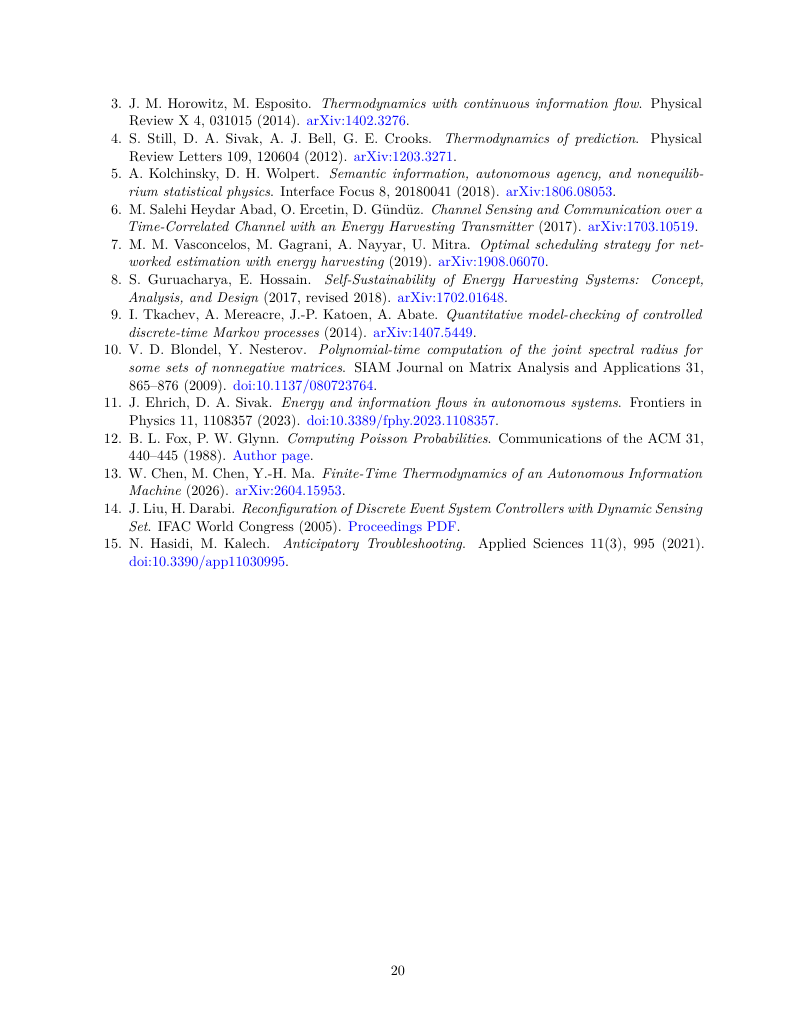 3. J. M. Horowitz, M. Esposito. Thermodynamics with continuous information flow. Physical
Review X 4, 031015 (2014). arXiv:1402.3276.
4. S. Still, D. A. Sivak, A. J. Bell, G. E. Crooks. Thermodynamics of prediction. Physical
Review Letters 109, 120604 (2012). arXiv:1203.3271.
5. A. Kolchinsky, D. H. Wolpert. Semantic information, autonomous agency, and nonequilib-
rium statistical physics. Interface Focus 8, 20180041 (2018). arXiv:1806.08053.
6. M. Salehi Heydar Abad, O. Ercetin, D. Gündüz. Channel Sensing and Communication over a
Time-Correlated Channel with an Energy Harvesting Transmitter (2017). arXiv:1703.10519.
7. M. M. Vasconcelos, M. Gagrani, A. Nayyar, U. Mitra. Optimal scheduling strategy for net-
worked estimation with energy harvesting (2019). arXiv:1908.06070.
8. S. Guruacharya, E. Hossain. Self-Sustainability of Energy Harvesting Systems: Concept,
Analysis, and Design (2017, revised 2018). arXiv:1702.01648.
9. I. Tkachev, A. Mereacre, J.-P. Katoen, A. Abate. Quantitative model-checking of controlled
discrete-time Markov processes (2014). arXiv:1407.5449.
10. V. D. Blondel, Y. Nesterov. Polynomial-time computation of the joint spectral radius for
some sets of nonnegative matrices. SIAM Journal on Matrix Analysis and Applications 31,
865–876 (2009). doi:10.1137/080723764.
11. J. Ehrich, D. A. Sivak. Energy and information flows in autonomous systems. Frontiers in
Physics 11, 1108357 (2023). doi:10.3389/fphy.2023.1108357.
12. B. L. Fox, P. W. Glynn. Computing Poisson Probabilities. Communications of the ACM 31,
440–445 (1988). Author page.
13. W. Chen, M. Chen, Y.-H. Ma. Finite-Time Thermodynamics of an Autonomous Information
Machine (2026). arXiv:2604.15953.
14. J. Liu, H. Darabi. Reconfiguration of Discrete Event System Controllers with Dynamic Sensing
Set. IFAC World Congress (2005). Proceedings PDF.
15. N. Hasidi, M. Kalech. Anticipatory Troubleshooting. Applied Sciences 11(3), 995 (2021).
doi:10.3390/app11030995.
20